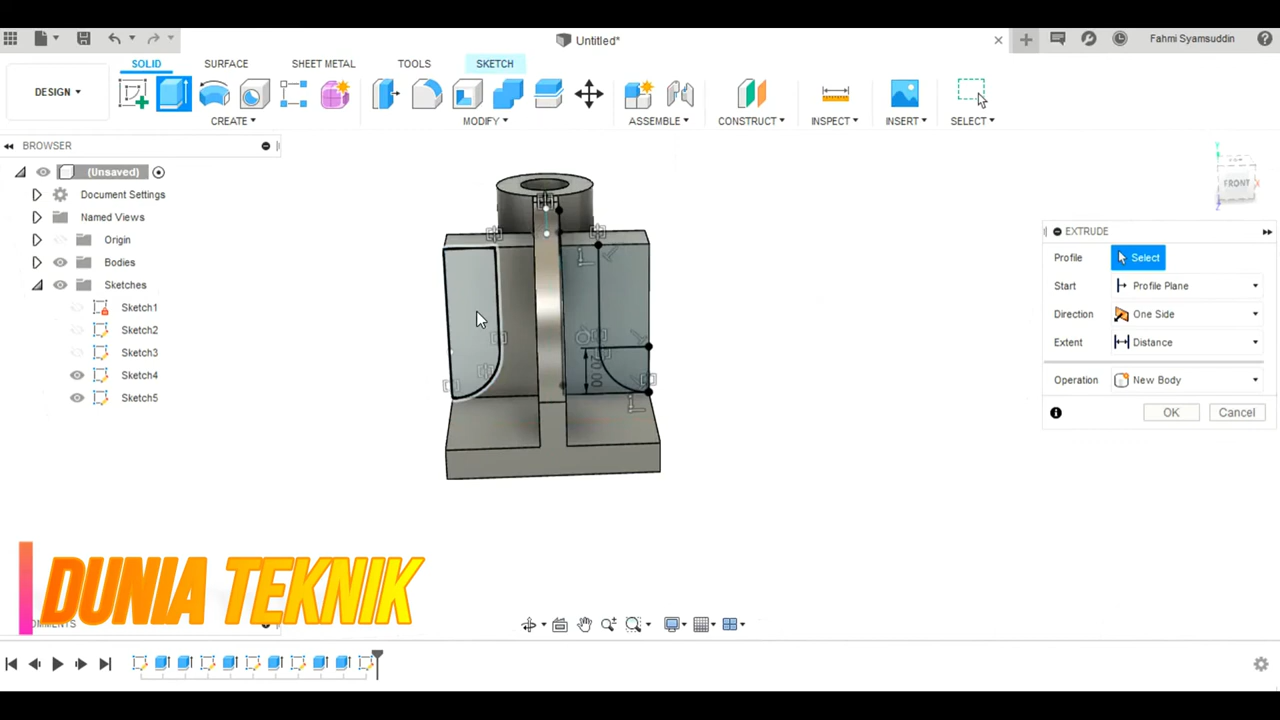 Untitled*
Fahmi Syamsuddin
SOLID
SURFACE
SHEET METAL
TOOLS
SKETCH
DESIGN
CREATE
MODIFY
ASSEMBLE
CONSTRUCT
INSPECT
INSERT
SELECT
BROWSER
(Unsaved)
Document Settings
Named Views
Origin
Bodies
Sketches
Sketch1
Sketch2
Sketch3
Sketch4
Sketch5
20.00
FRONT
Y
X
Z
EXTRUDE
Profile
Select
Start
Profile Plane
Direction
One Side
Extent
Distance
Operation
New Body
OK
Cancel
DUNIA TEKNIK